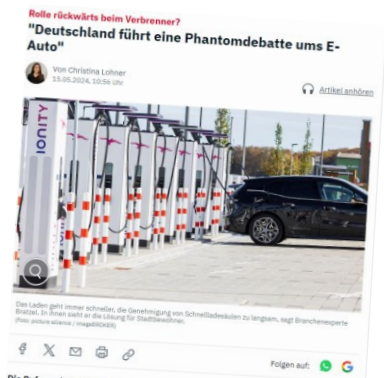 Rolle rückwärts beim Verbrenner?
"Deutschland führt eine Phantomdebatte ums E-
Auto"
Von Christina Lohner
15.05.2024, 10:56 Uhr
Artikel anhören
IONITY
Das Laden geht immer schneller, die Genehmigung von Schnellladesäulen zu langsam, sagt Branchenexperte
Bratzel. In ihnen sieht er die Lösung für Stadtbewohner.
(Foto: picture alliance / imageBROKER)
Folgen auf: